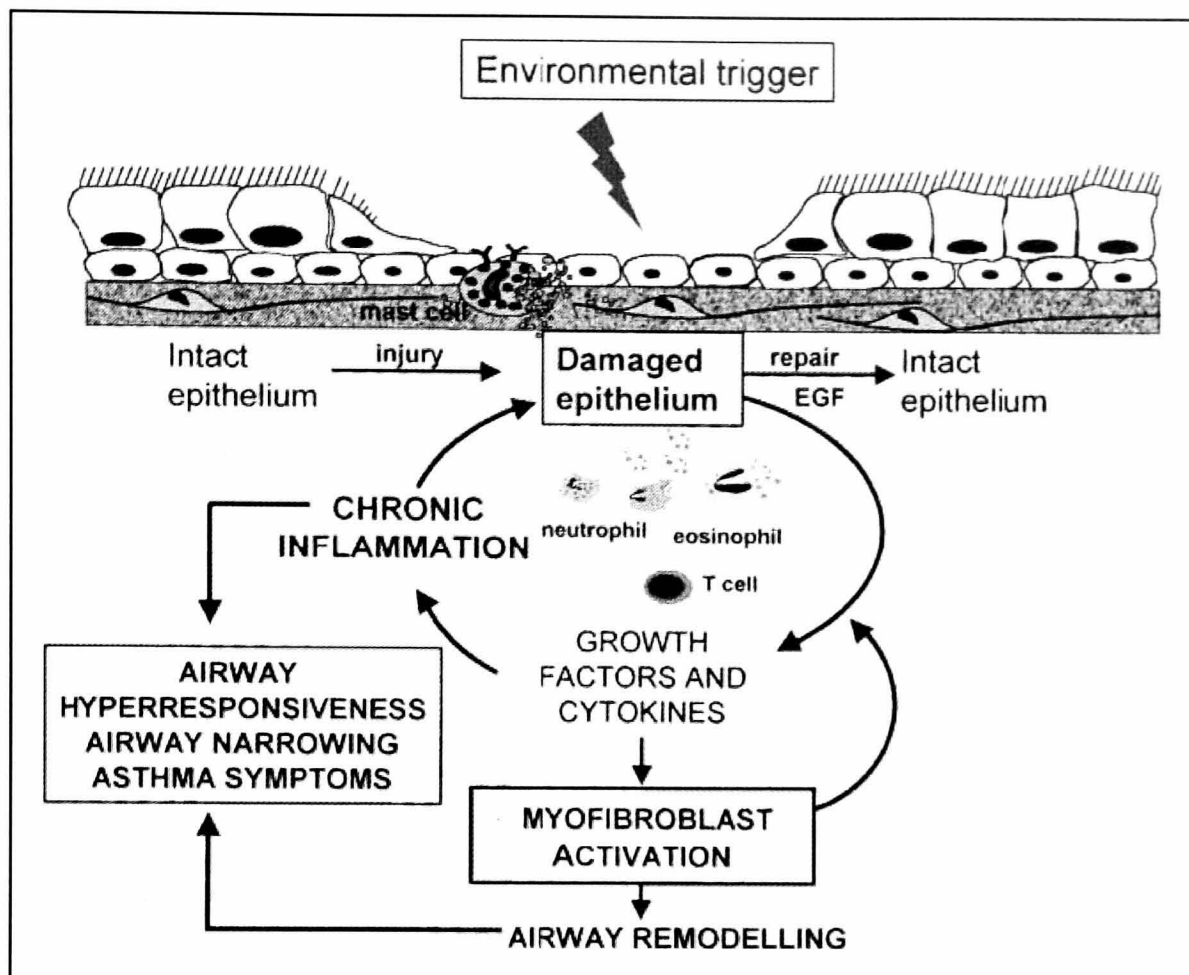 Environmental trigger
mast cell
Intact
epithelium
injury
Damaged
epithelium
repair
EGF
Intact
epithelium
CHRONIC
INFLAMMATION
neutrophil
eosinophil
T cell
GROWTH
FACTORS AND
CYTOKINES
AIRWAY
HYPERRESPONSIVENESS
AIRWAY NARROWING
ASTHMA SYMPTOMS
MYOFIBROBLAST
ACTIVATION
AIRWAY REMODELLING